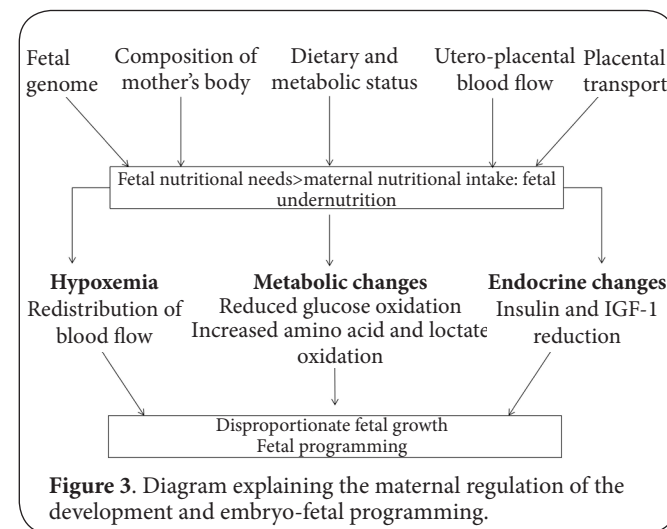 Fetal genome
Composition of mother's body
Dietary and metabolic status
Utero-placental blood flow
Placental transport
Fetal nutritional needs>maternal nutritional intake: fetal
undernutrition
Hypoxemia
Redistribution of
blood flow
Metabolic changes
Reduced glucose oxidation
Increased amino acid and loctate
oxidation
Endocrine changes
Insulin and IGF-1
reduction
Disproportionate fetal growth
Fetal programming
Figure 3. Diagram explaining the maternal regulation of the
development and embryo-fetal programming.